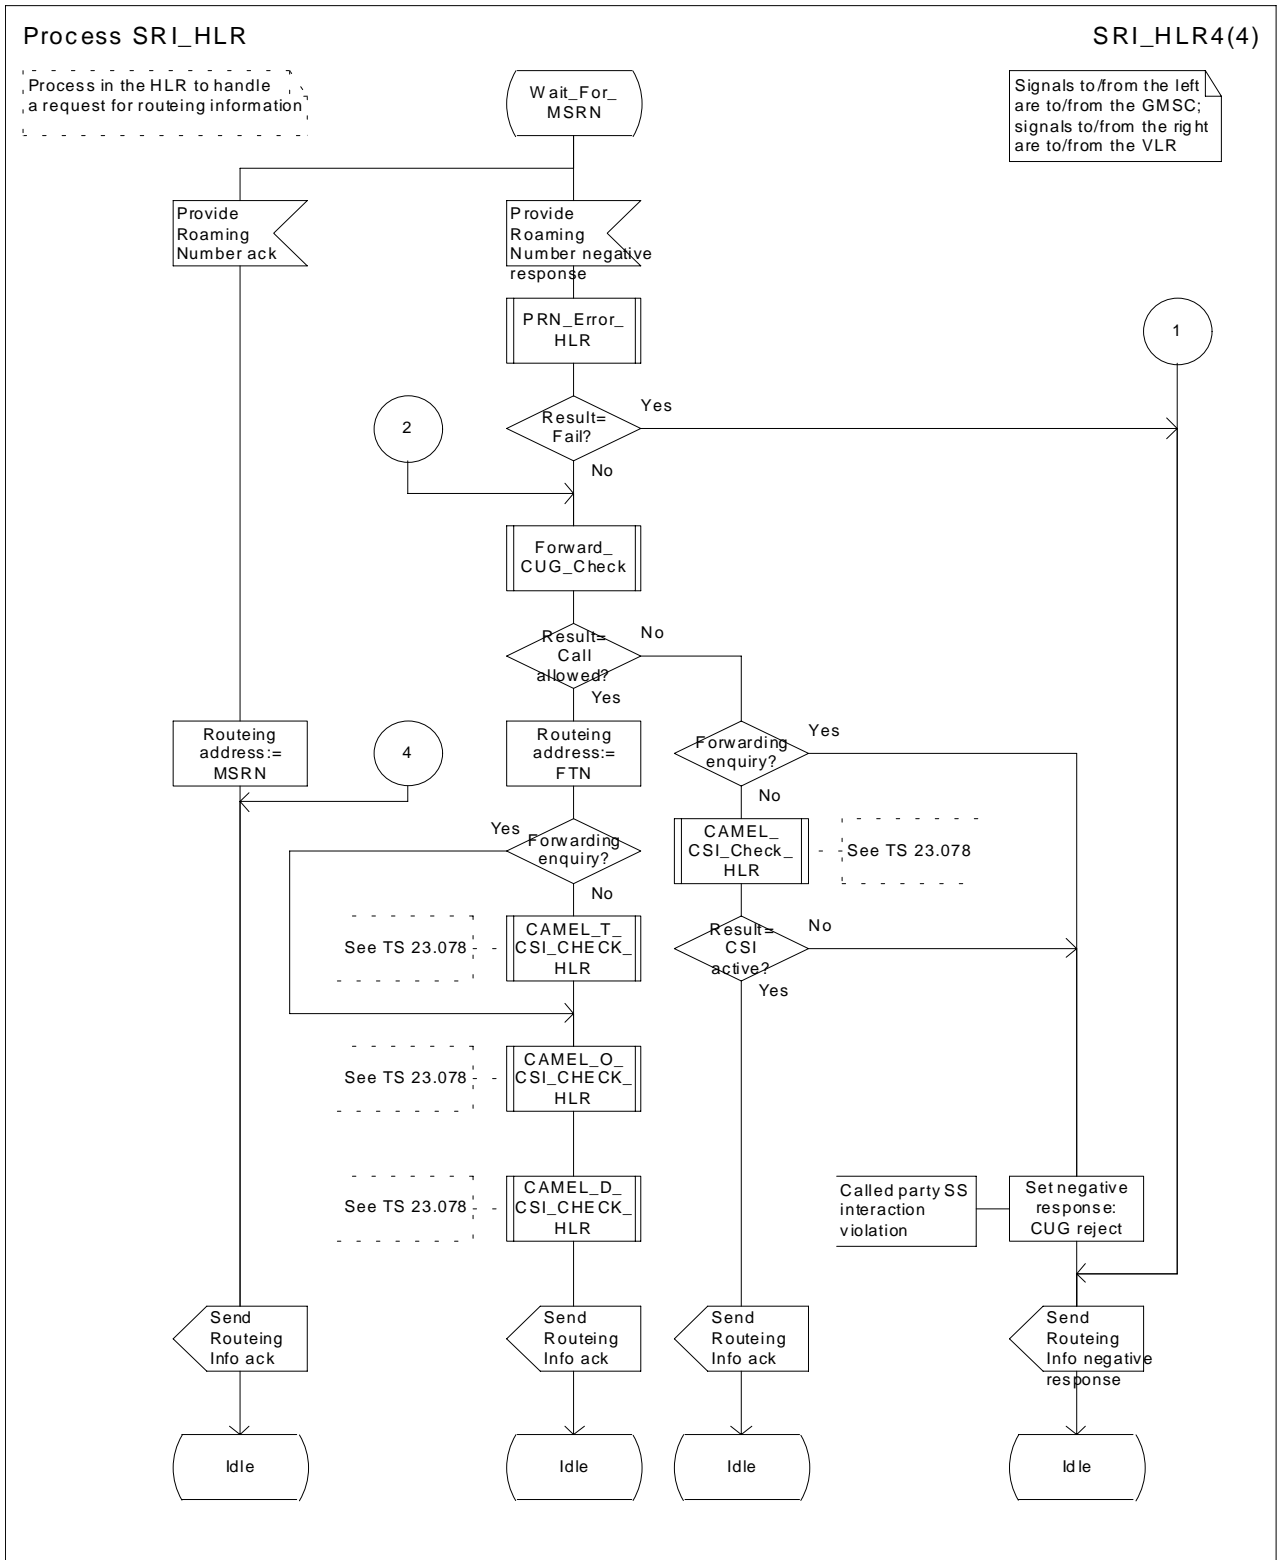 Process SRI_HLR
SRI_HLR4(4)
Process in the HLR to handle
a request for routeing information
Wait_For_
MSRN
Signals to/from the left
are to/from the GMSC;
signals to/from the right
are to/from the VLR
Provide
Roaming
Number ack
Provide
Roaming
Number negative
response
PRN_Error_
HLR
1
Result=
Fail?
Yes
No
2
Forward_
CUG_Check
Result=
Call
allowed?
No
Yes
Routeing
address:=
MSRN
4
Routeing
address:=
FTN
Forwarding
enquiry?
Yes
No
Yes
Forwarding
enquiry?
No
CAMEL_
CSI_Check_
HLR
See TS 23.078
See TS 23.078
CAMEL_T_
CSI_CHECK_
HLR
Result=
CSI
active?
No
Yes
See TS 23.078
CAMEL_O_
CSI_CHECK_
HLR
See TS 23.078
CAMEL_D_
CSI_CHECK_
HLR
Called party SS
interaction
violation
Set negative
response:
CUG reject
Send
Routeing
Info ack
Send
Routeing
Info ack
Send
Routeing
Info ack
Send
Routeing
Info negative
response
Idle
Idle
Idle
Idle